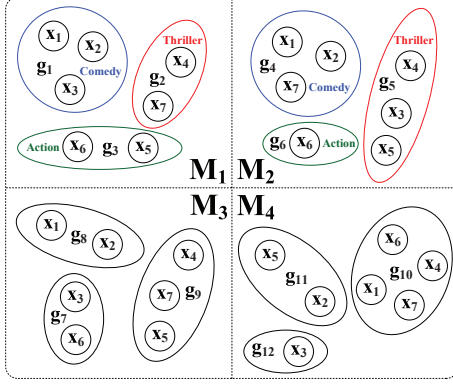 x1
x2
g1
x3
Comedy
Thriller
x4
g2
x7
Action
x6
g3
x5
M1
x1
g4
x2
x7
Comedy
Thriller
x4
g5
x3
x5
g6
x6
Action
M2
M3
x1
g8
x2
x3
g7
x6
x4
x7
g9
x5
M4
x5
g11
x2
x6
g10
x4
x1
x7
g12
x3